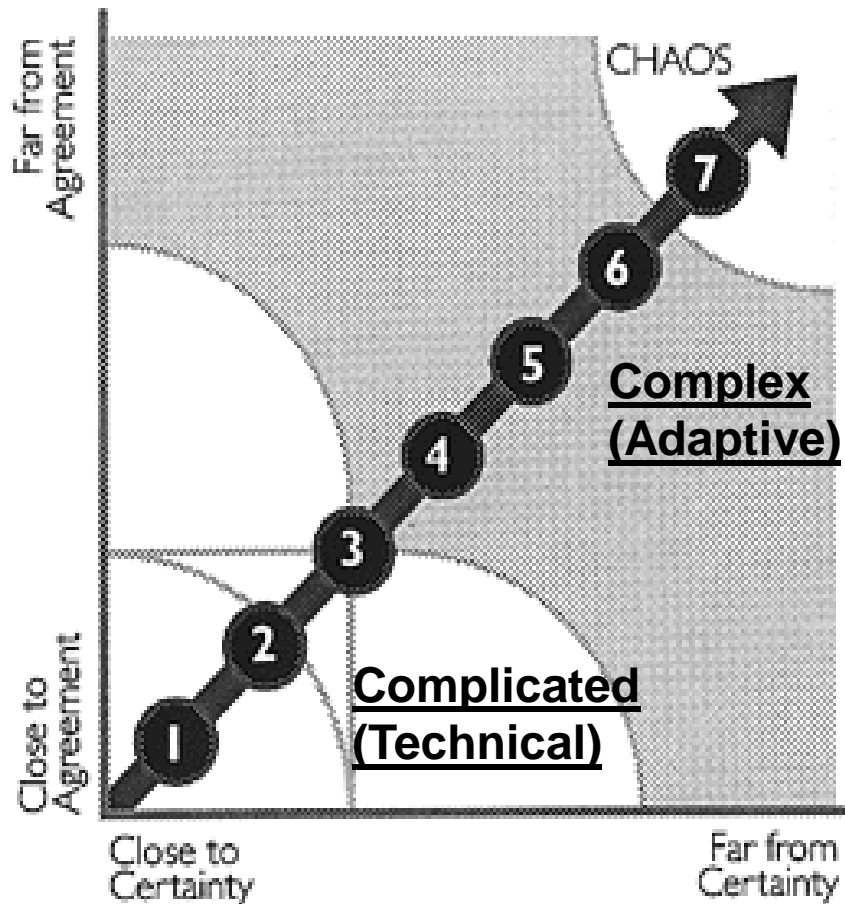 Far from
Agreement
CHAOS
7
6
5
Complex
(Adaptive)
4
3
2
1
Complicated
(Technical)
Close to
Agreement
Close to
Certainty
Far from
Certainty